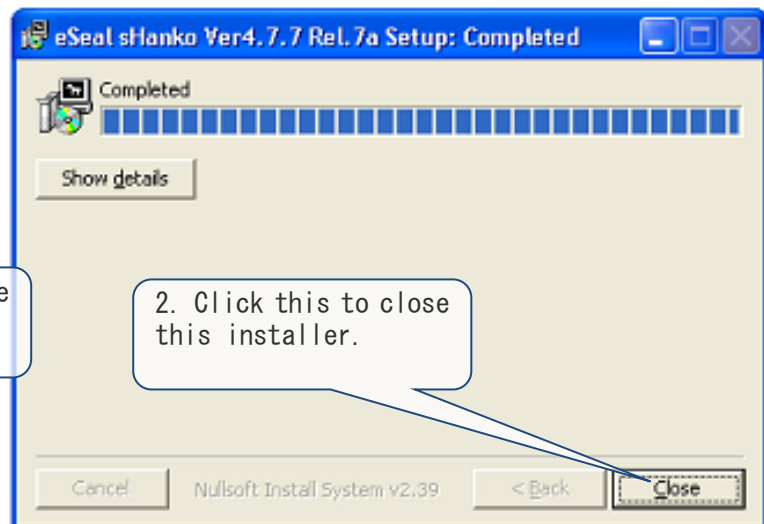 eSeal sHanko Ver4.7.7 Rel.7a Setup: Completed
Completed
Show details
e
2. Click this to close
this installer.
Cancel
Nullsoft Install System v2.39
< Back
Close